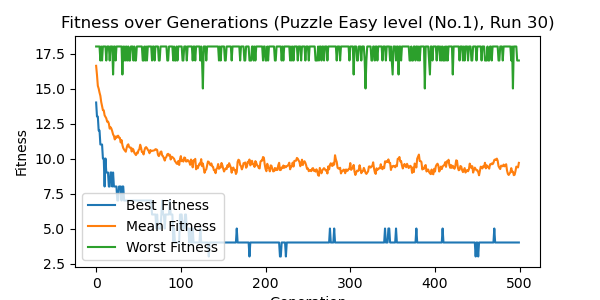 Fitness over Generations (Puzzle Easy level (No.1), Run 30)
17.5
15.0
12.5
10.0
7.5
5.0
2.5
Fitness
Best Fitness
Mean Fitness
Worst Fitness
0 100 200 300 400 500
Generation